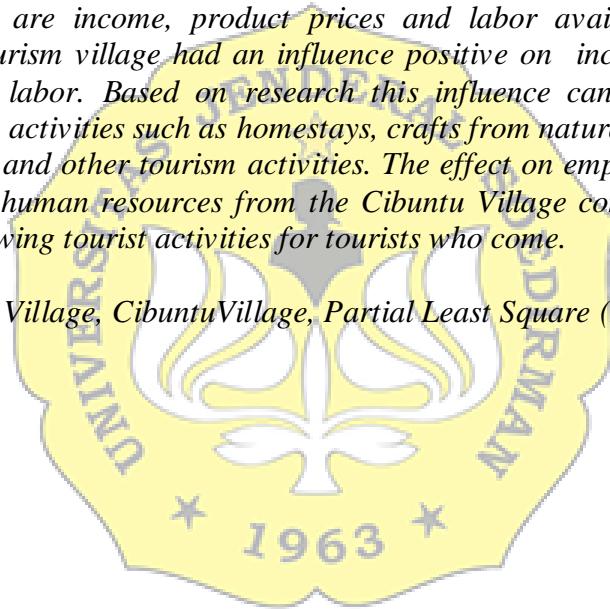 are income, product prices and labor avai
urism village had an influence positive on inc
labor. Based on research this influence can
activities such as homestays, crafts from natur
and other tourism activities. The effect on emp
human resources from the Cibuntu Village co
wing tourist activities for tourists who come.
Village, CibuntuVillage, Partial Least Square (
UNIVERSITAS JENDERAL SOEDIRMAN
1963